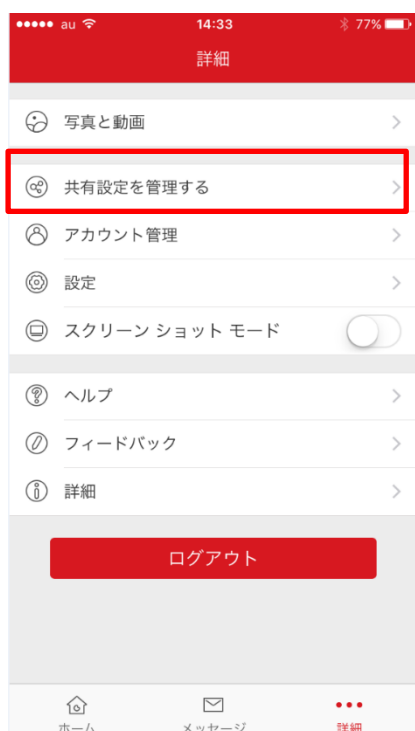 au 14:33 77%
詳細
写真と動画
共有設定を管理する
アカウント管理
設定
スクリーン ショット モード
ヘルプ
フィードバック
詳細
ログアウト
ホーム メッセージ 詳細